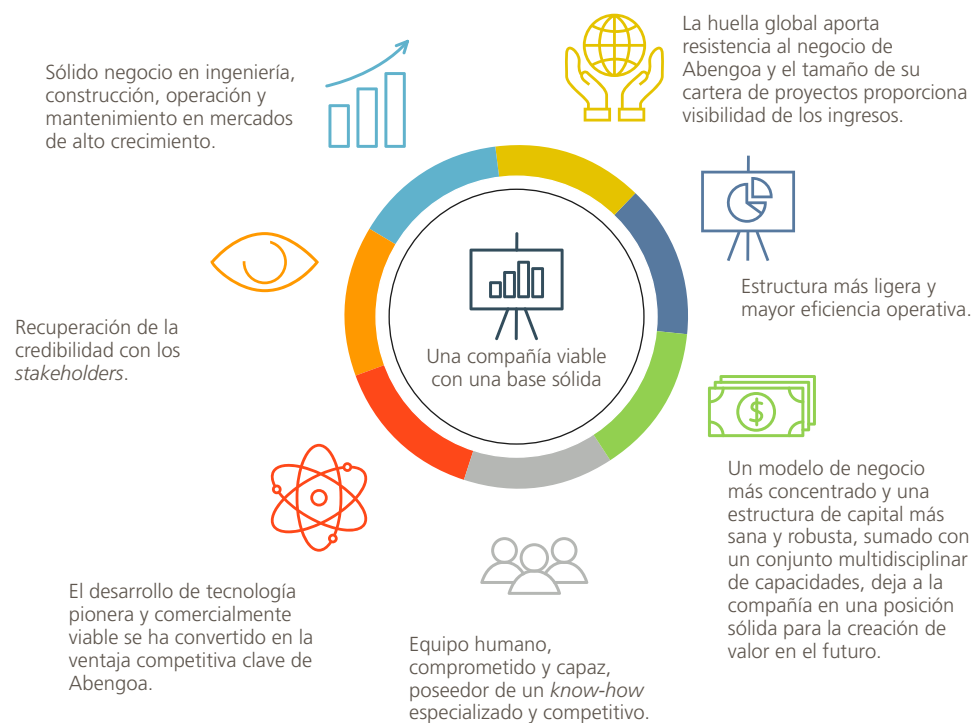 Sólido negocio en ingeniería,
construcción, operación y
mantenimiento en mercados
de alto crecimiento.
La huella global aporta
resistencia al negocio de
Abengoa y el tamaño de su
cartera de proyectos proporciona
visibilidad de los ingresos.
Estructura más ligera y
mayor eficiencia operativa.
$
Un modelo de negocio
más concentrado y una
estructura de capital más
sana y robusta, sumado con
un conjunto multidisciplinar
de capacidades, deja a la
compañía en una posición
sólida para la creación de
valor en el futuro.
Equipo humano,
comprometido y capaz,
poseedor de un know-how
especializado y competitivo.
El desarrollo de tecnología
pionera y comercialmente
viable se ha convertido en la
ventaja competitiva clave de
Abengoa.
Recuperación de la
credibilidad con los
stakeholders.
Una compañía viable
con una base sólida